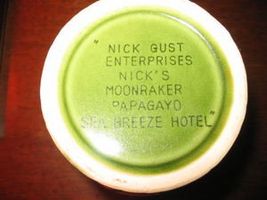 "NICK GUST
ENTERPRISES
NICK'S
MOONRAKER
PAPAGAYO
SEA BREEZE HOTEL"